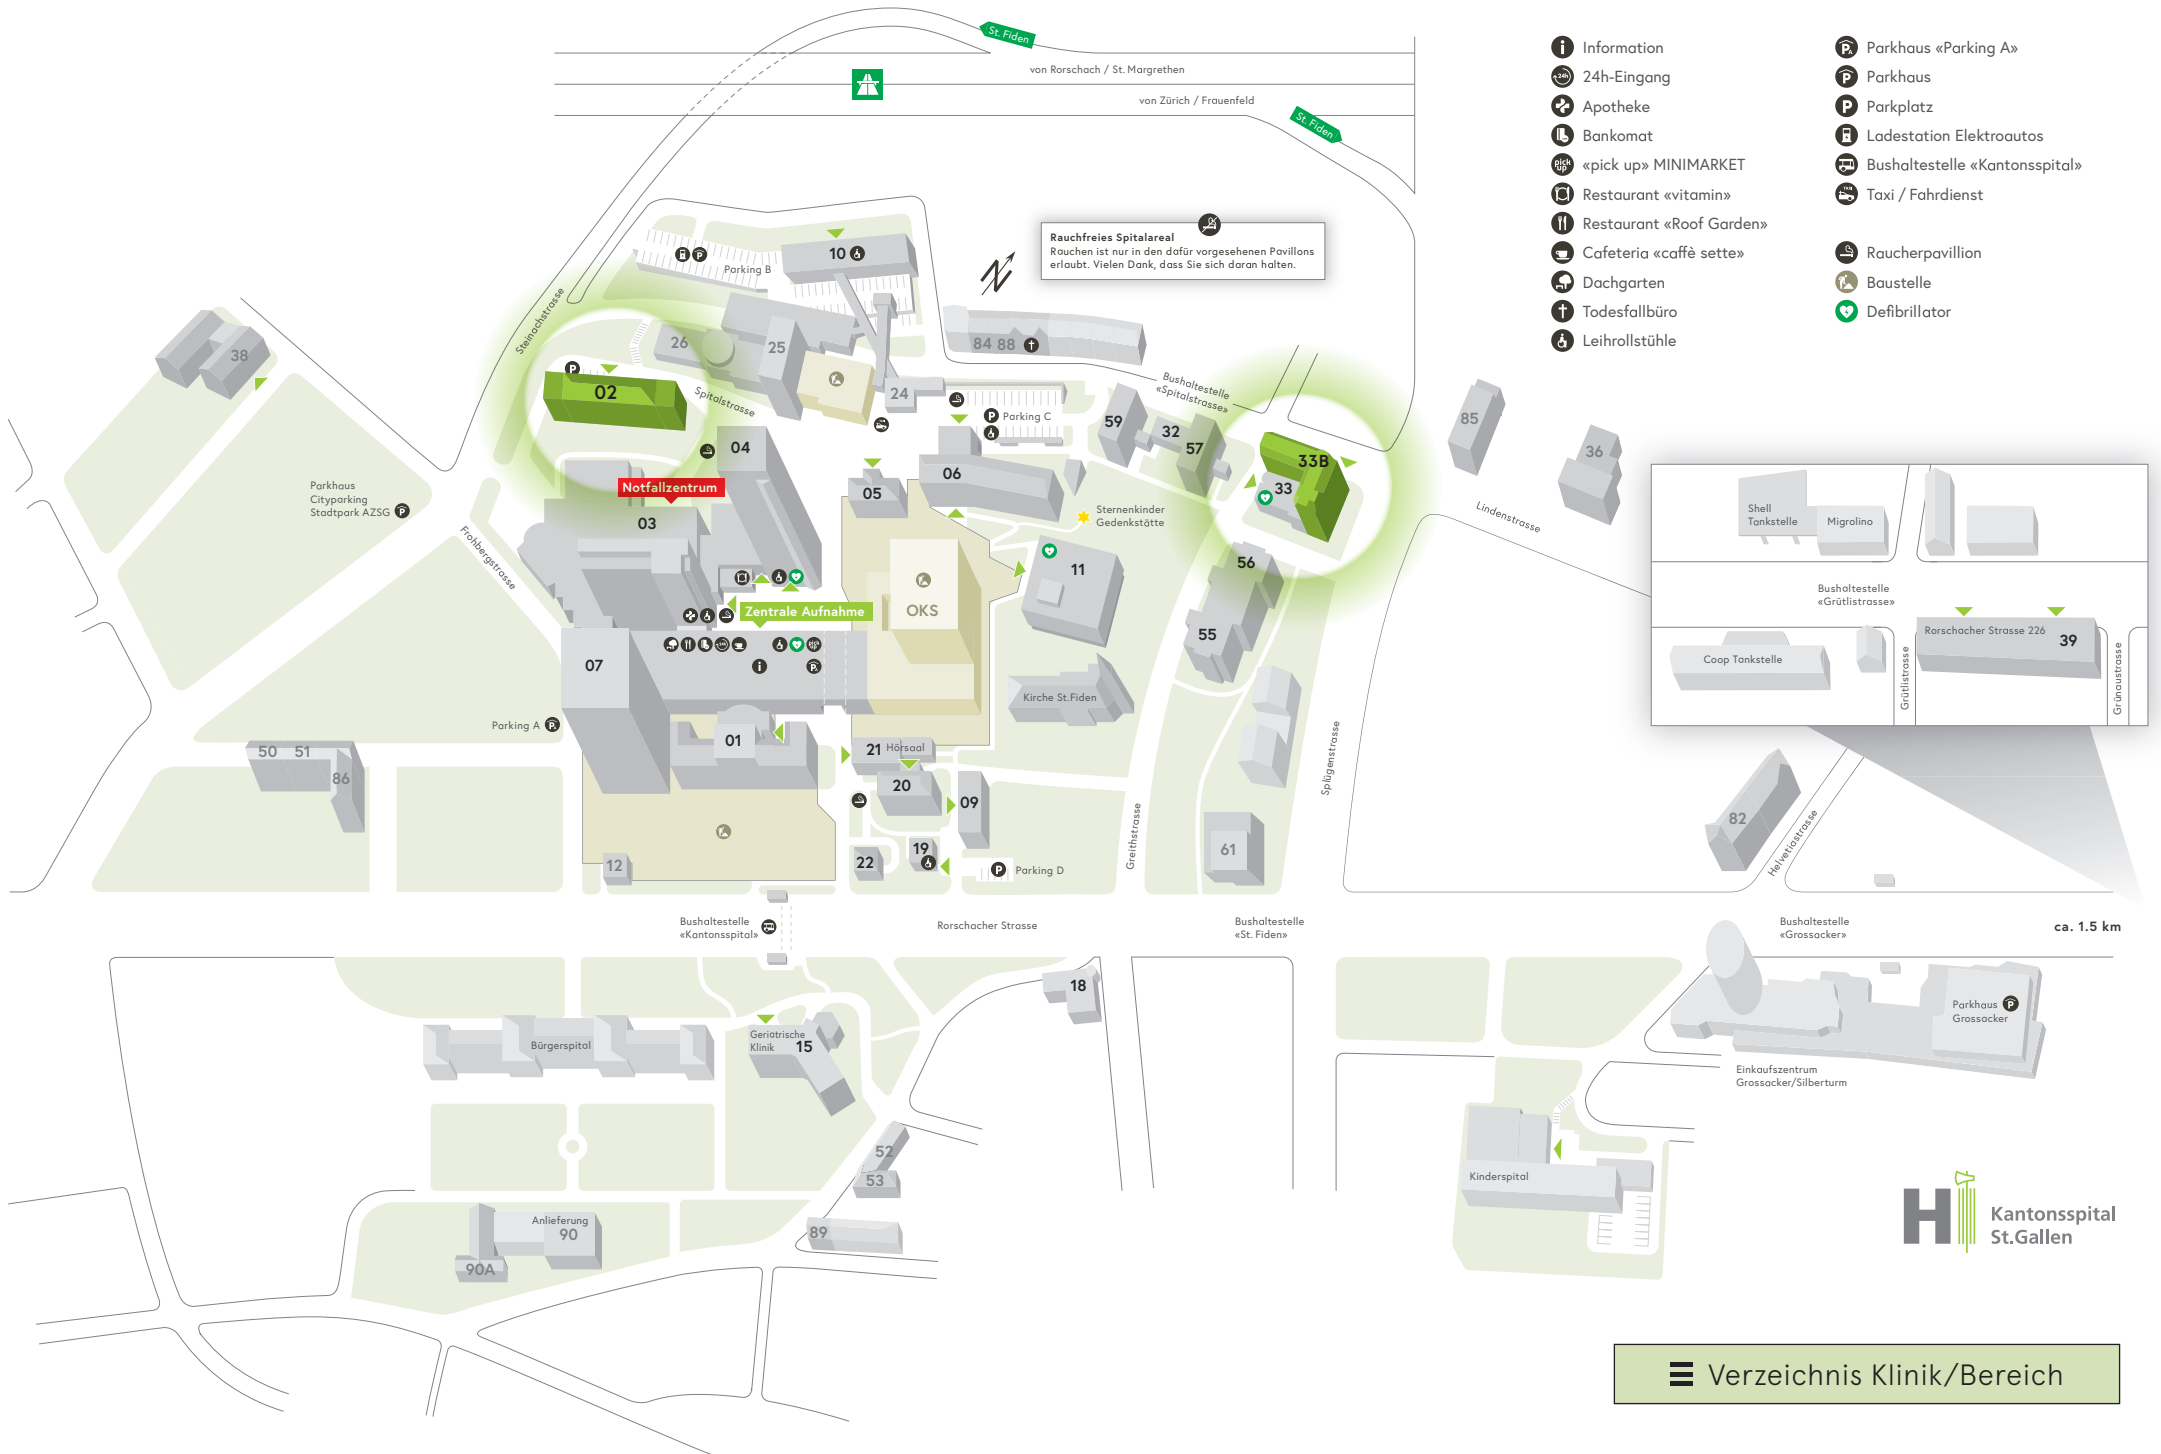 St. Fiden
von Rorschach / St. Margrethen
von Zürich / Frauenfeld
St. Fiden
Information
24h-Eingang
Apotheke
Bankomat
«pick up» MINIMARKET
Restaurant «vitamin»
Restaurant «Roof Garden»
Cafeteria «caffè sette»
Dachgarten
Todesfallbüro
Leihrollstühle
Parkhaus «Parking A»
Parkhaus
Parkplatz
Ladestation Elektroautos
Bushaltestelle «Kantonsspital»
Taxi / Fahrdienst
Raucherpavillion
Baustelle
Defibrillator
Rauchfreies Spitalareal
Rauchen ist nur in den dafür vorgesehenen Pavillons
erlaubt. Vielen Dank, dass Sie sich daran halten.
N
Steinachstrasse
Parking B
10
38
26
25
84 88
02
Spitalstrasse
24
Parking C
Bushaltestelle
«Spitalstrasse»
59
32
57
33B
33
85
36
04
06
05
Notfallzentrum
03
Parkhaus
Cityparking
Stadtpark AZSG
Frohbergstrasse
Sternenkinder
Gedenkstätte
Lindenstrasse
11
56
55
OKS
Zentrale Aufnahme
07
Kirche St.Fiden
Parking A
01
21 Hörsaal
20
09
50 51
86
12
22
19
Parking D
Greithstrasse
61
Splügenstrasse
82
Helvetiastrasse
Shell
Tankstelle
Migrolino
Bushaltestelle
«Grütlistrasse»
Rorschacher Strasse 226
39
Coop Tankstelle
Grütlistrasse
Grünaustrasse
Bushaltestelle
«Kantonsspital»
Rorschacher Strasse
Bushaltestelle
«St. Fiden»
Bushaltestelle
«Grossacker»
ca. 1.5 km
18
Bürgerspital
Geriatrische
Klinik
15
Parkhaus
Grossacker
Einkaufszentrum
Grossacker/Silberturm
52
53
89
Kinderspital
Anlieferung
90
90A
Kantonsspital
St.Gallen
Verzeichnis Klinik/Bereich